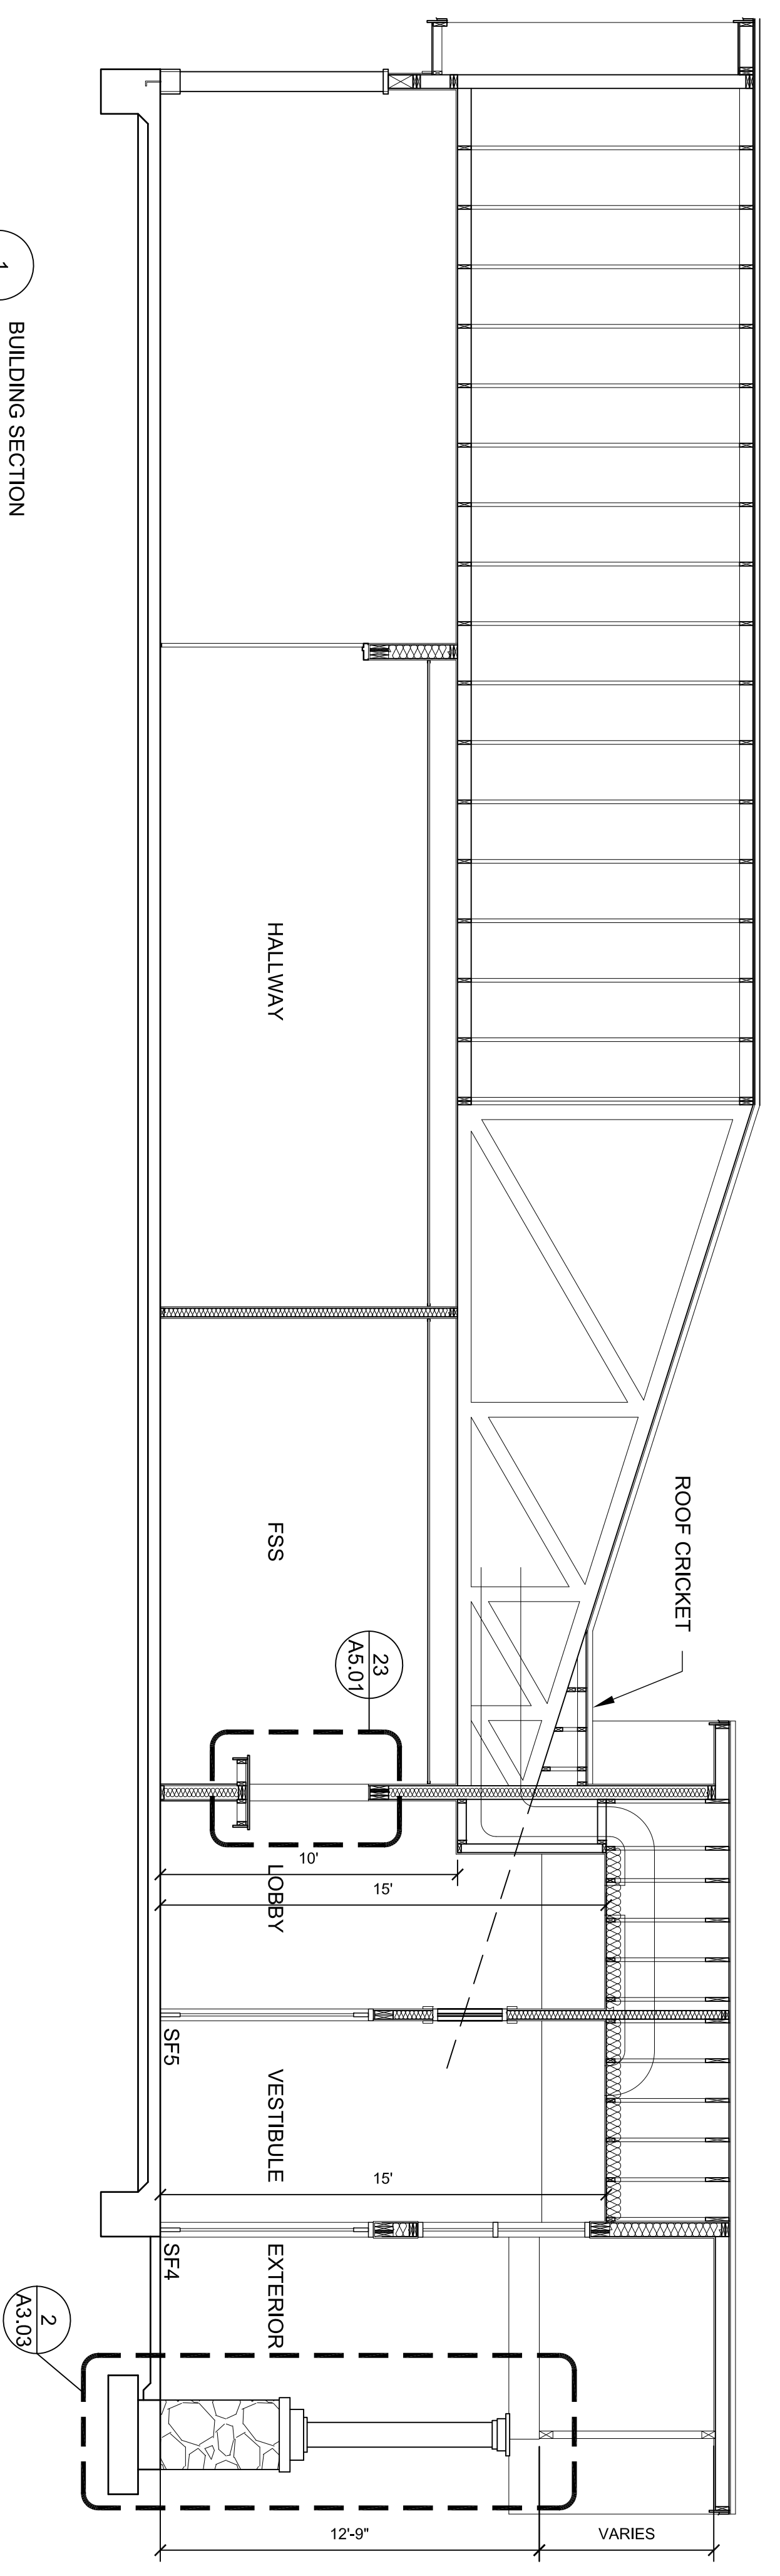 1
BUILDING SECTION
HALLWAY
FSS
ROOF CRICKET
23
A5.01
LOBBY
10'
15'
SF5
VESTIBULE
15'
SF4
EXTERIOR
2
A3.03
12'-9"
VARIES